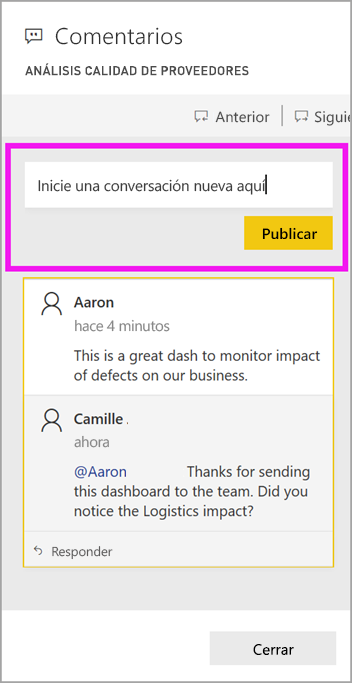 Comentarios
ANÁLISIS CALIDAD DE PROVEEDORES
Anterior
Siguie
Inicie una conversación nueva aquí
Publicar
Aaron
hace 4 minutos
This is a great dash to monitor impact
of defects on our business.
Camille .
ahora
@Aaron Thanks for sending
this dashboard to the team. Did you
notice the Logistics impact?
Responder
Cerrar